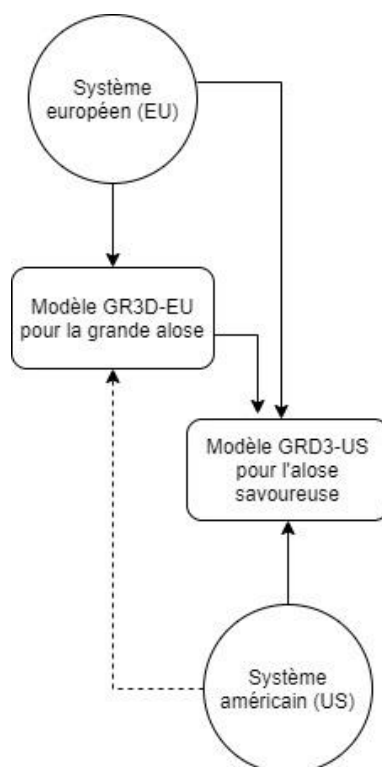 Système
européen (EU)
Modèle GR3D-EU
pour la grande alose
Modèle GRD3-US
pour l'alose
savoureuse
Système
américain (US)